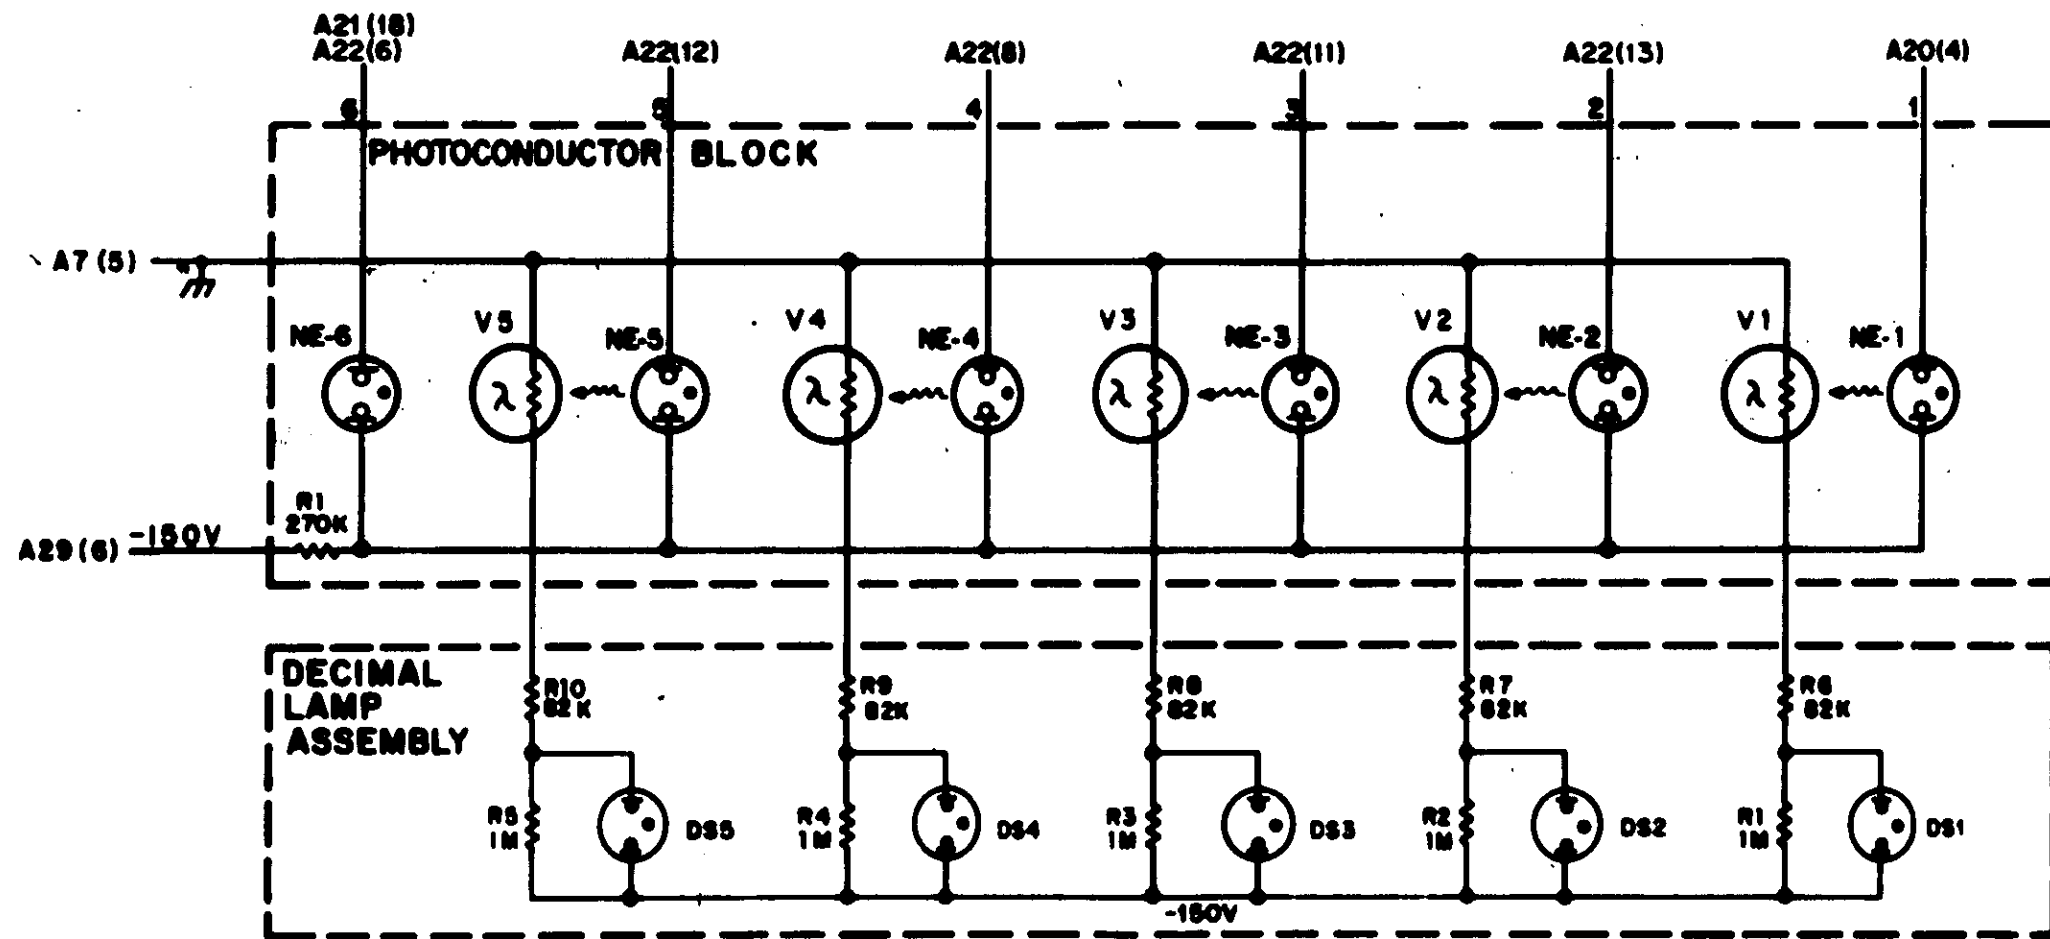 A21(18)
A22(6)
A22(12)
A22(8)
A22(11)
A22(13)
A20(4)
6
5
4
3
2
1
PHOTOCONDUCTOR BLOCK
A7(5)
NE-6
V5
NE-5
V4
NE-4
V3
NE-3
V2
NE-2
V1
NE-1
λ
λ
λ
λ
λ
R1
270K
A29(6)
-150V
DECIMAL
LAMP
ASSEMBLY
R10
82K
R9
82K
R8
82K
R7
82K
R6
82K
R5
1M
DS5
R4
1M
DS4
R3
1M
DS3
R2
1M
DS2
R1
1M
DS1
-150V